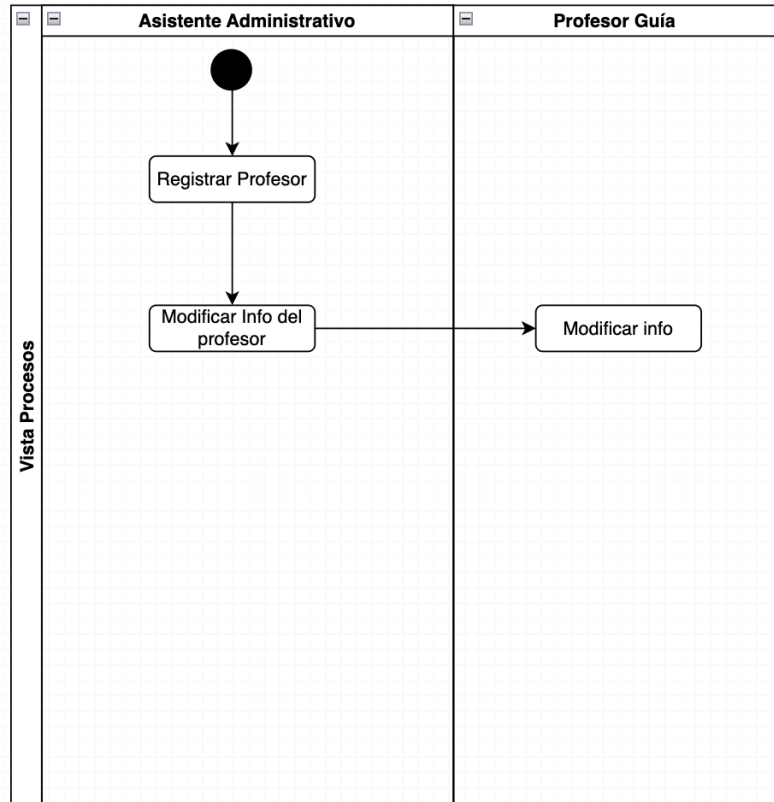 Asistente Administrativo
Profesor Guía
Vista Procesos
Registrar Profesor
Modificar Info del
profesor
Modificar info